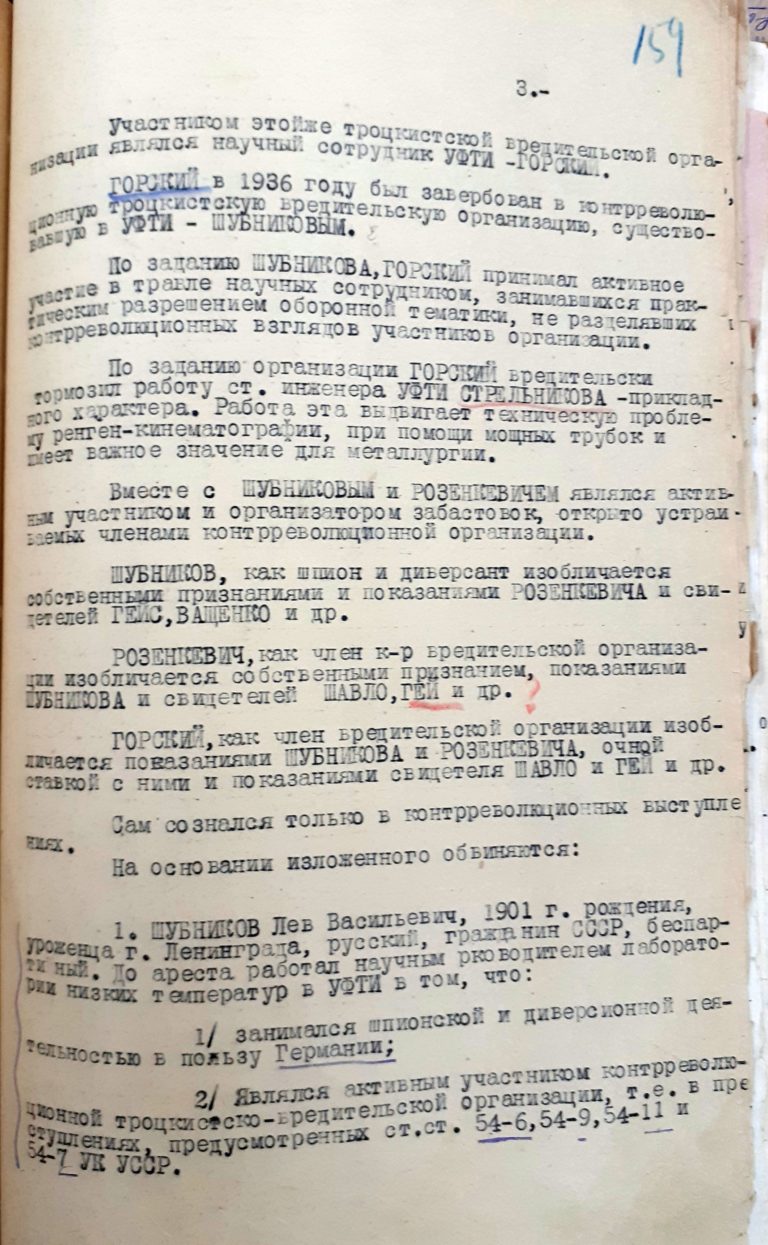 159
3.-
Участником этойже троцкистской вредительской орга-
низации являлся научный сотрудник УФТИ -ГОРСКИЙ.
ГОРСКИЙ в 1936 году был завербован в контрреволю-
ционную троцкистскую вредительскую организацию, существо-
вавшую в УФТИ - ШУБНИКОВЫМ.
По заданию ШУБНИКОВА,ГОРСКИЙ принимал активное
участие в травле научных сотрудником, занимавшихся прак-
тическим разрешением оборонной тематики, не разделявших
контрреволюционных взглядов участников организации.
По заданию организации ГОРСКИЙ вредительски
тормозил работу ст. инженера УФТИ СТРЕЛЬНИКОВА -приклад-
ного характера. Работа эта выдвигает техническую пробле-
му ренген-кинематографии, при помощи мощных трубок и
имеет важное значение для металлургии.
Вместе с ШУБНИКОВЫМ и РОЗЕНКЕВИЧЕМ являлся актив-
ным участником и организатором забастовок, открыто устраи-
ваемых членами контрреволюционной организации.
ШУБНИКОВ, как шпион и диверсант изобличается
собственными признаниями и показаниями РОЗЕНКЕВИЧА и сви-
детелей ГЕЙС,ВАЩЕНКО и др.
РОЗЕНКЕВИЧ,как член к-р вредительской организа-
ции изобличается собственными признанием, показаниями
ШУБНИКОВА и свидетелей ШАВЛО,ГЕЙ и др. ?
ГОРСКИЙ,как член вредительской организации изоб-
личается показаниями ШУБНИКОВА и РОЗЕНКЕВИЧА, очной
ставкой с ними и показаниями свидетеля ШАВЛО и ГЕЙ и др.
Сам сознался только в контрреволюционных выступле
ниях.
На основании изложенного обвиняются:
1. ШУБНИКОВ Лев Васильевич, 1901 г. рождения,
уроженца г. Ленинграда, русский, гражданин СССР, беспар-
тийный. До ареста работал научным рководителем лаборато-
рии низких температур в УФТИ в том, что:
1/ занимался шпионской и диверсионной дея-
тельностью в пользу Германии;
2/ Являлся активным участником контрреволю-
ционной троцкистско-вредительской организации, т.е. в пре
ступлениях, предусмотренных ст.ст. 54-6,54-9,54-11 и
54-7 УК УССР.